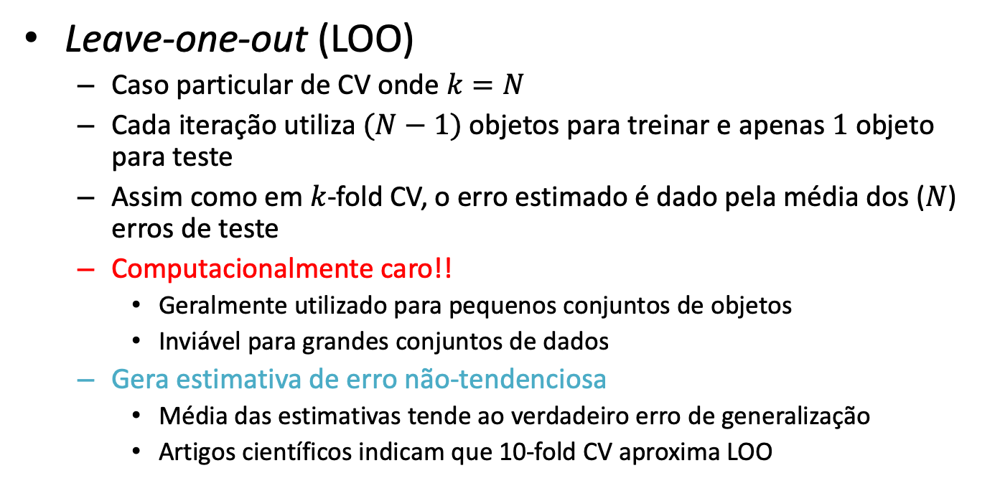 • Leave-one-out (LOO)
– Caso particular de CV onde k = N
– Cada iteração utiliza (N − 1) objetos para treinar e apenas 1 objeto
para teste
– Assim como em k-fold CV, o erro estimado é dado pela média dos (N)
erros de teste
– Computacionalmente caro!!
• Geralmente utilizado para pequenos conjuntos de objetos
• Inviável para grandes conjuntos de dados
– Gera estimativa de erro não-tendenciosa
• Média das estimativas tende ao verdadeiro erro de generalização
• Artigos científicos indicam que 10-fold CV aproxima LOO